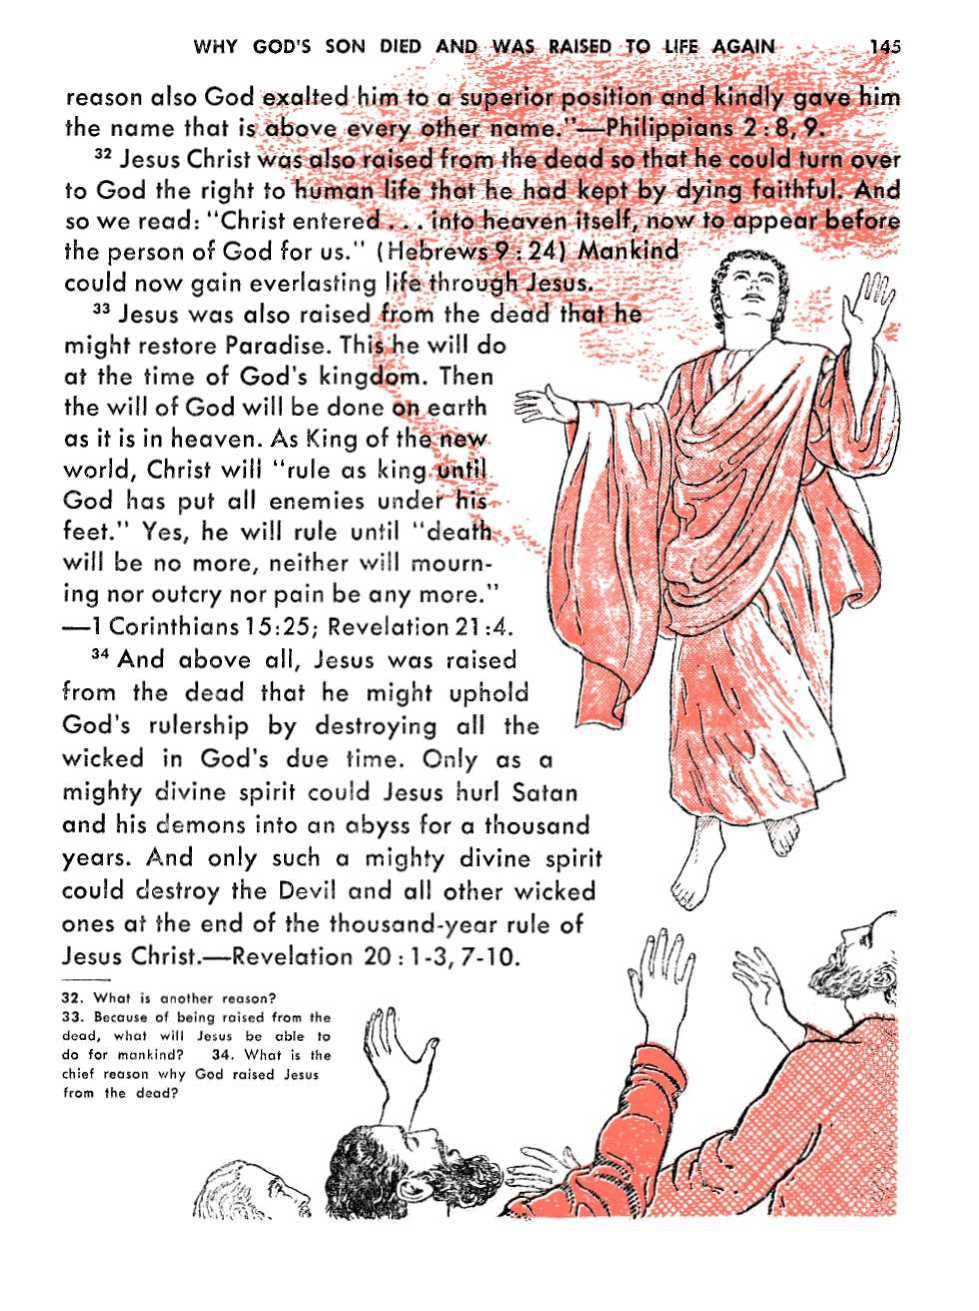 WHY GOD'S SON DIED AND WAS RAISED TO LIFE AGAIN 145
reason also God exalted him to a superior position and kindly gave him
the name that is above every other name."—Philippians 2:8, 9.
32 Jesus Christ was also raised from the dead so that he could turn over
to God the right to human life that he had kept by dying faithful. And
so we read: "Christ entered . . . into heaven itself, now to appear before
the person of God for us." (Hebrews 9:24) Mankind
could now gain everlasting life through Jesus.
33 Jesus was also raised from the dead that he
might restore Paradise. This he will do
at the time of God's kingdom. Then
the will of God will be done on earth
as it is in heaven. As King of the new
world, Christ will "rule as king until
God has put all enemies under his
feet." Yes, he will rule until "death
will be no more, neither will mourn-
ing nor outcry nor pain be any more."
—1 Corinthians 15:25; Revelation 21:4.
34 And above all, Jesus was raised
from the dead that he might uphold
God's rulership by destroying all the
wicked in God's due time. Only as a
mighty divine spirit could Jesus hurl Satan
and his demons into an abyss for a thousand
years. And only such a mighty divine spirit
could destroy the Devil and all other wicked
ones at the end of the thousand-year rule of
Jesus Christ.—Revelation 20:1-3, 7-10.
32. What is another reason?
33. Because of being raised from the
dead, what will Jesus be able to
do for mankind? 34. What is the
chief reason why God raised Jesus
from the dead?